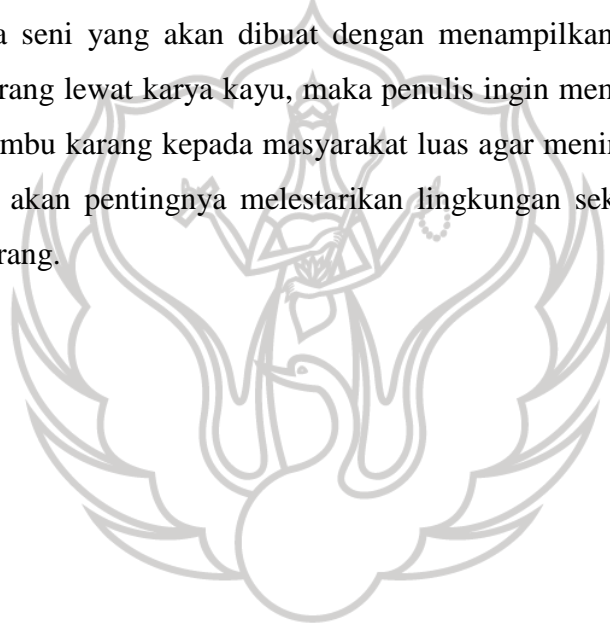 a seni yang akan dibuat dengan menampilkan
rang lewat karya kayu, maka penulis ingin men
mbu karang kepada masyarakat luas agar menin
akan pentingnya melestarikan lingkungan sek
rang.